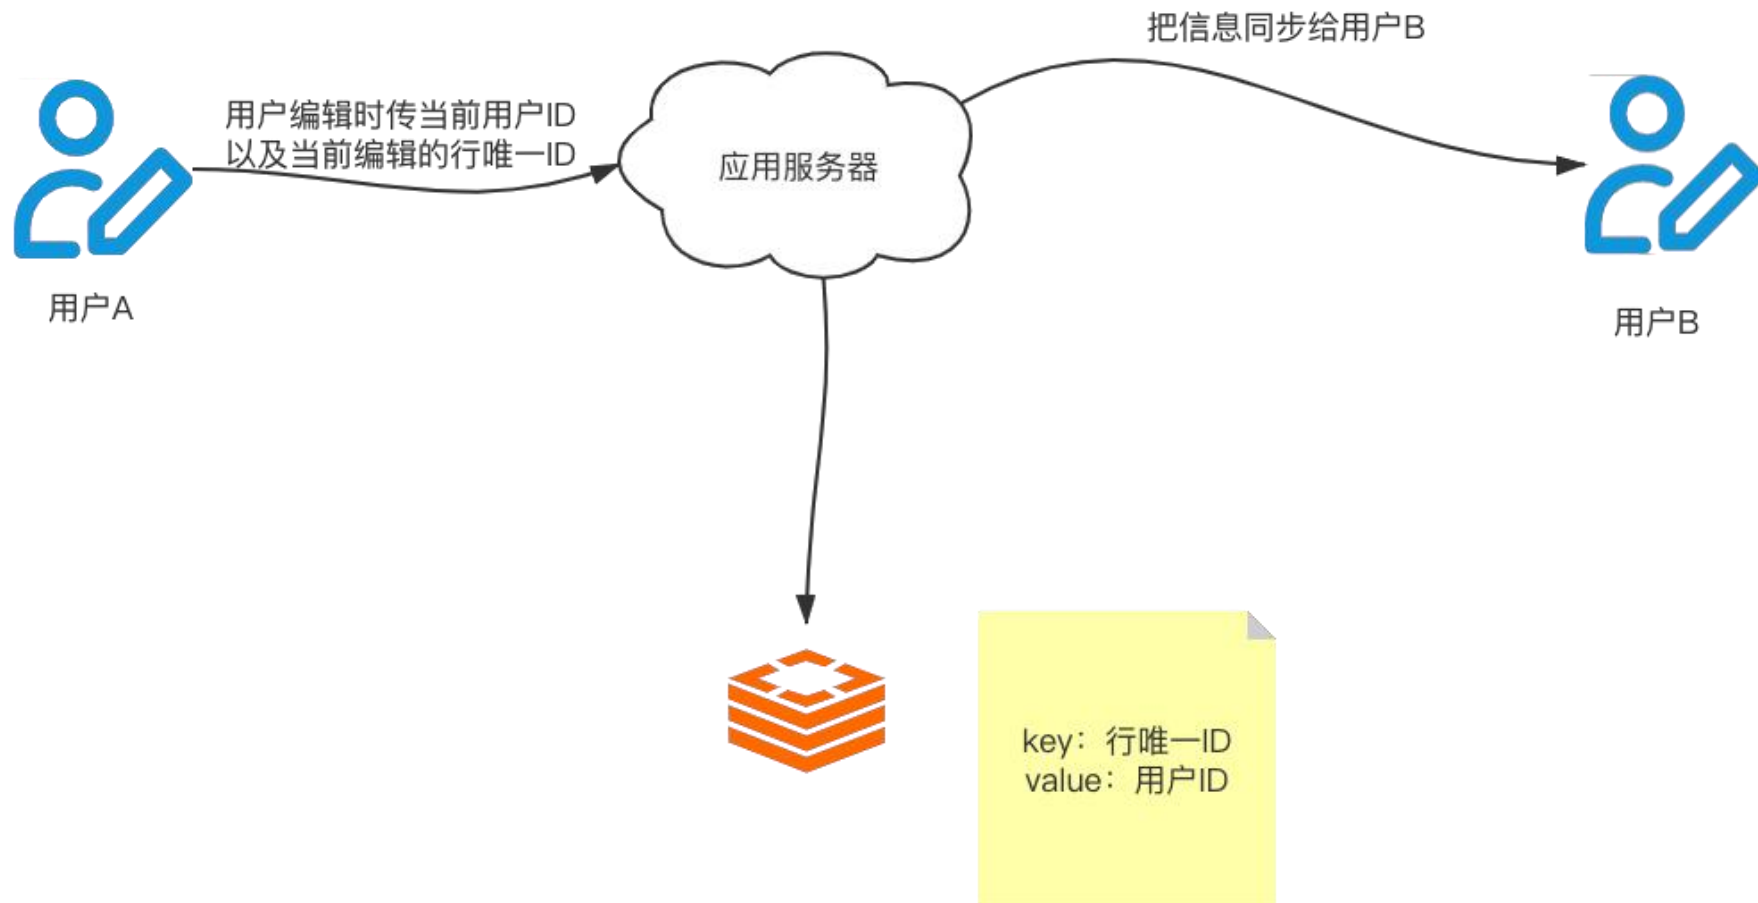 把信息同步给用户B
用户编辑时传当前用户ID
以及当前编辑的行唯一ID
应用服务器
用户A
用户B
key：行唯一ID
value：用户ID